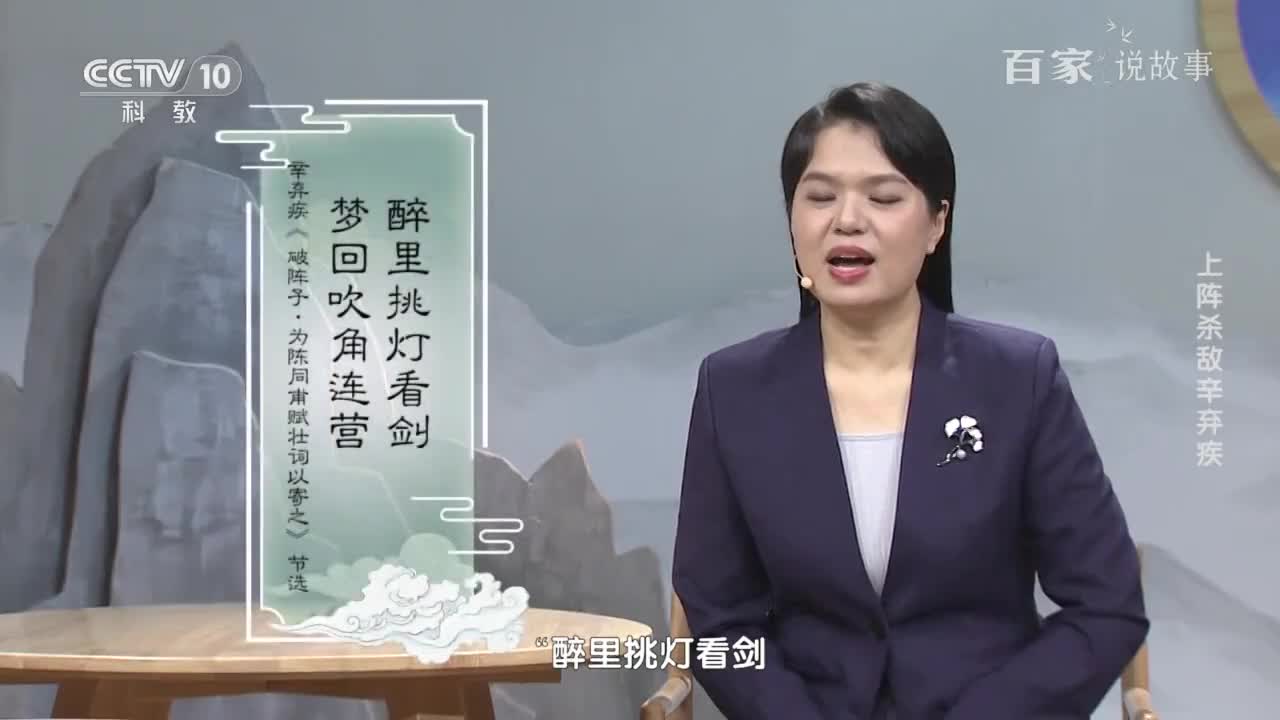 CCTV 10
科教
百家说故事
醉里挑灯看剑
梦回吹角连营
辛弃疾《破阵子·为陈同甫赋壮词以寄之》 节选
上阵杀敌辛弃疾
“醉里挑灯看剑